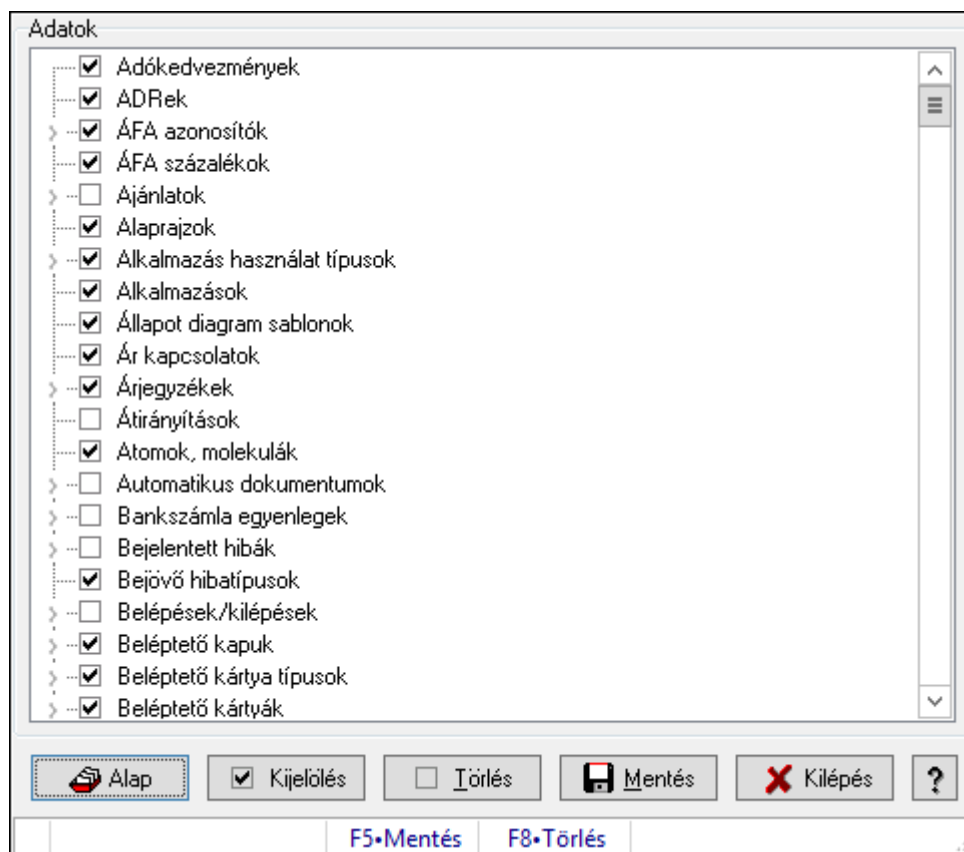 Adatok
Adókedvezmények
ADRek
ÁFA azonosítók
ÁFA százalékok
Ajánlatok
Alaprajzok
Alkalmazás használat típusok
Alkalmazások
Állapot diagram sablonok
Ár kapcsolatok
Árjegyzékek
Átirányítások
Atomok, molekulák
Automatikus dokumentumok
Bankszámla egyenlegek
Bejelentett hibák
Bejövő hibatípusok
Belépések/kilépések
Beléptető kapuk
Beléptető kártya típusok
Beléptető kártyák
Alap Kijelölés Törlés Mentés Kilépés ?
F5•Mentés F8•Törlés